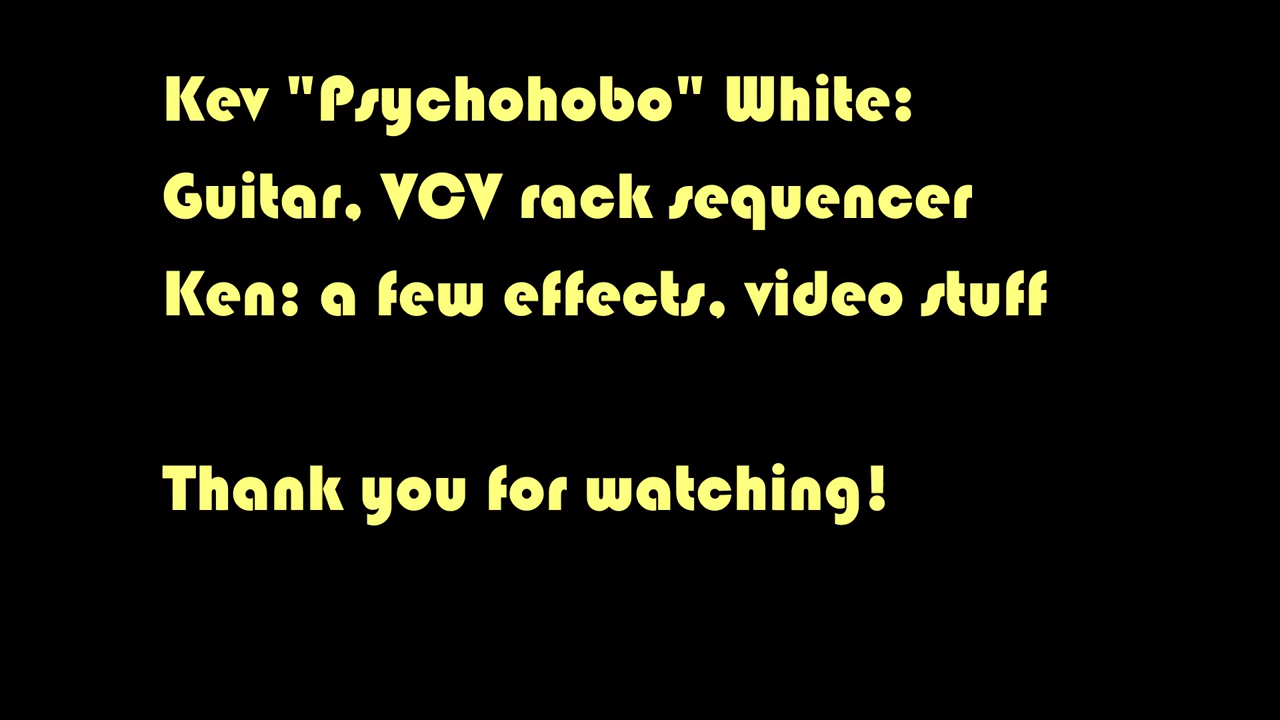 Kev "Psychohobo" White:
Guitar, VCV rack sequencer
Ken: a few effects, video stuff
Thank you for watching!